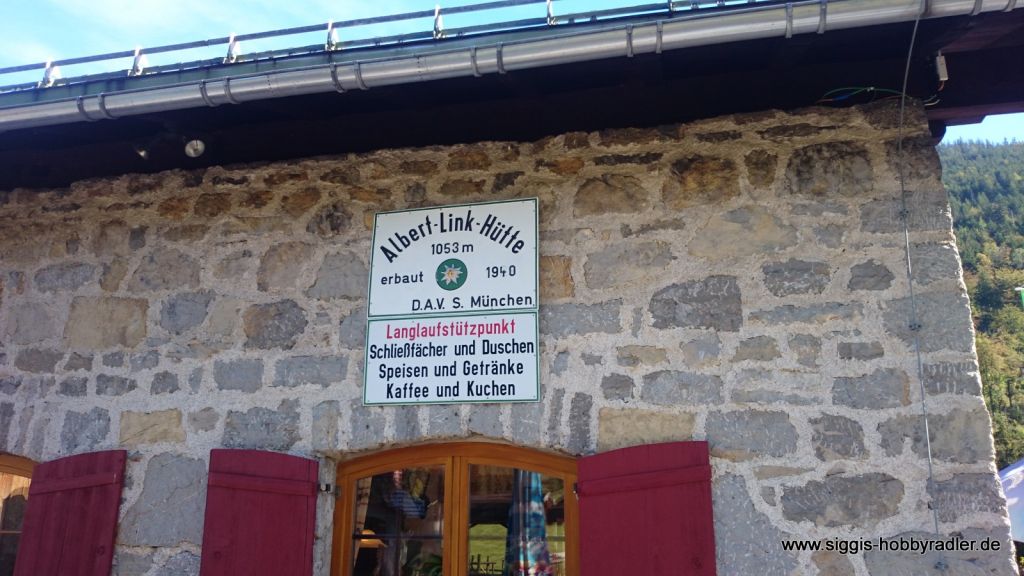 Albert-Link-Hütte
1053 m
erbaut 1940
D.A.V. S. München
Langlaufstützpunkt
Schließfächer und Duschen
Speisen und Getränke
Kaffee und Kuchen
www.siggis-hobbyradler.de